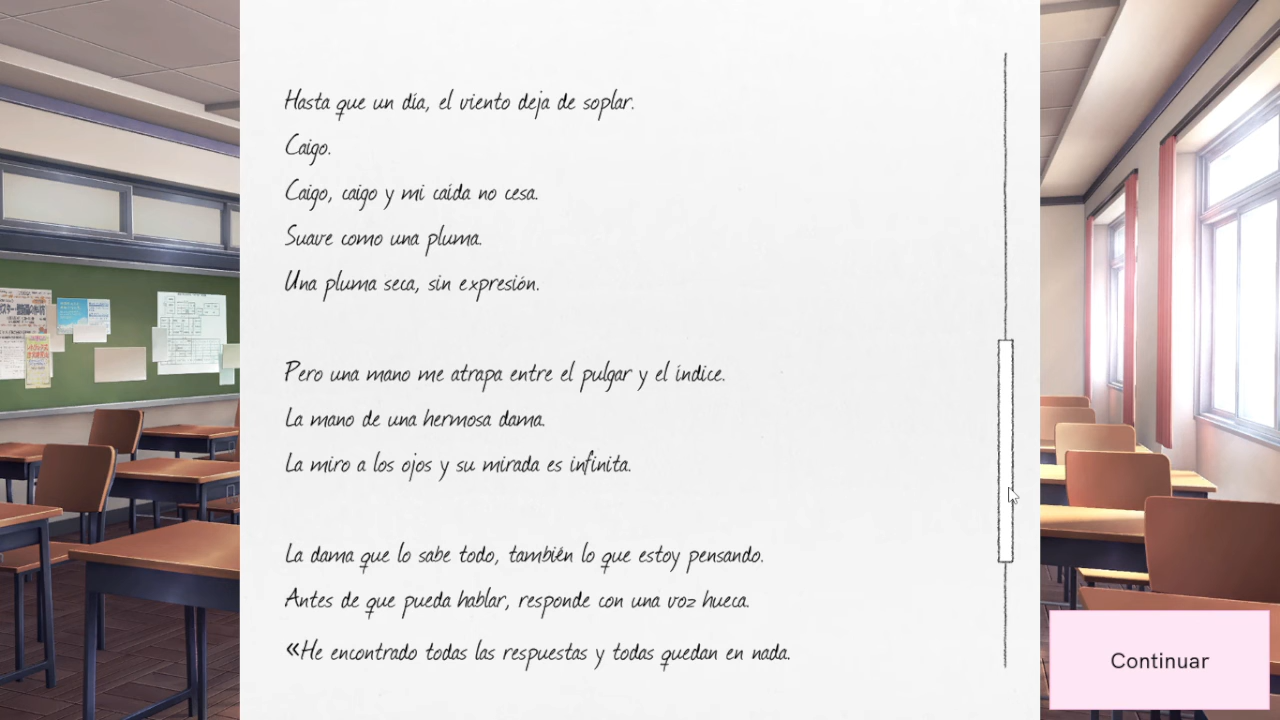 Hasta que un día, el viento deja de soplar.
Caigo.
Caigo, caigo y mi caída no cesa.
Suave como una pluma.
Una pluma seca, sin expresión.
Pero una mano me atrapa entre el pulgar y el índice.
La mano de una hermosa dama.
La miro a los ojos y su mirada es infinita.
La dama que lo sabe todo, también lo que estoy pensando.
Antes de que pueda hablar, responde con una voz hueca.
«He encontrado todas las respuestas y todas quedan en nada.
Continuar